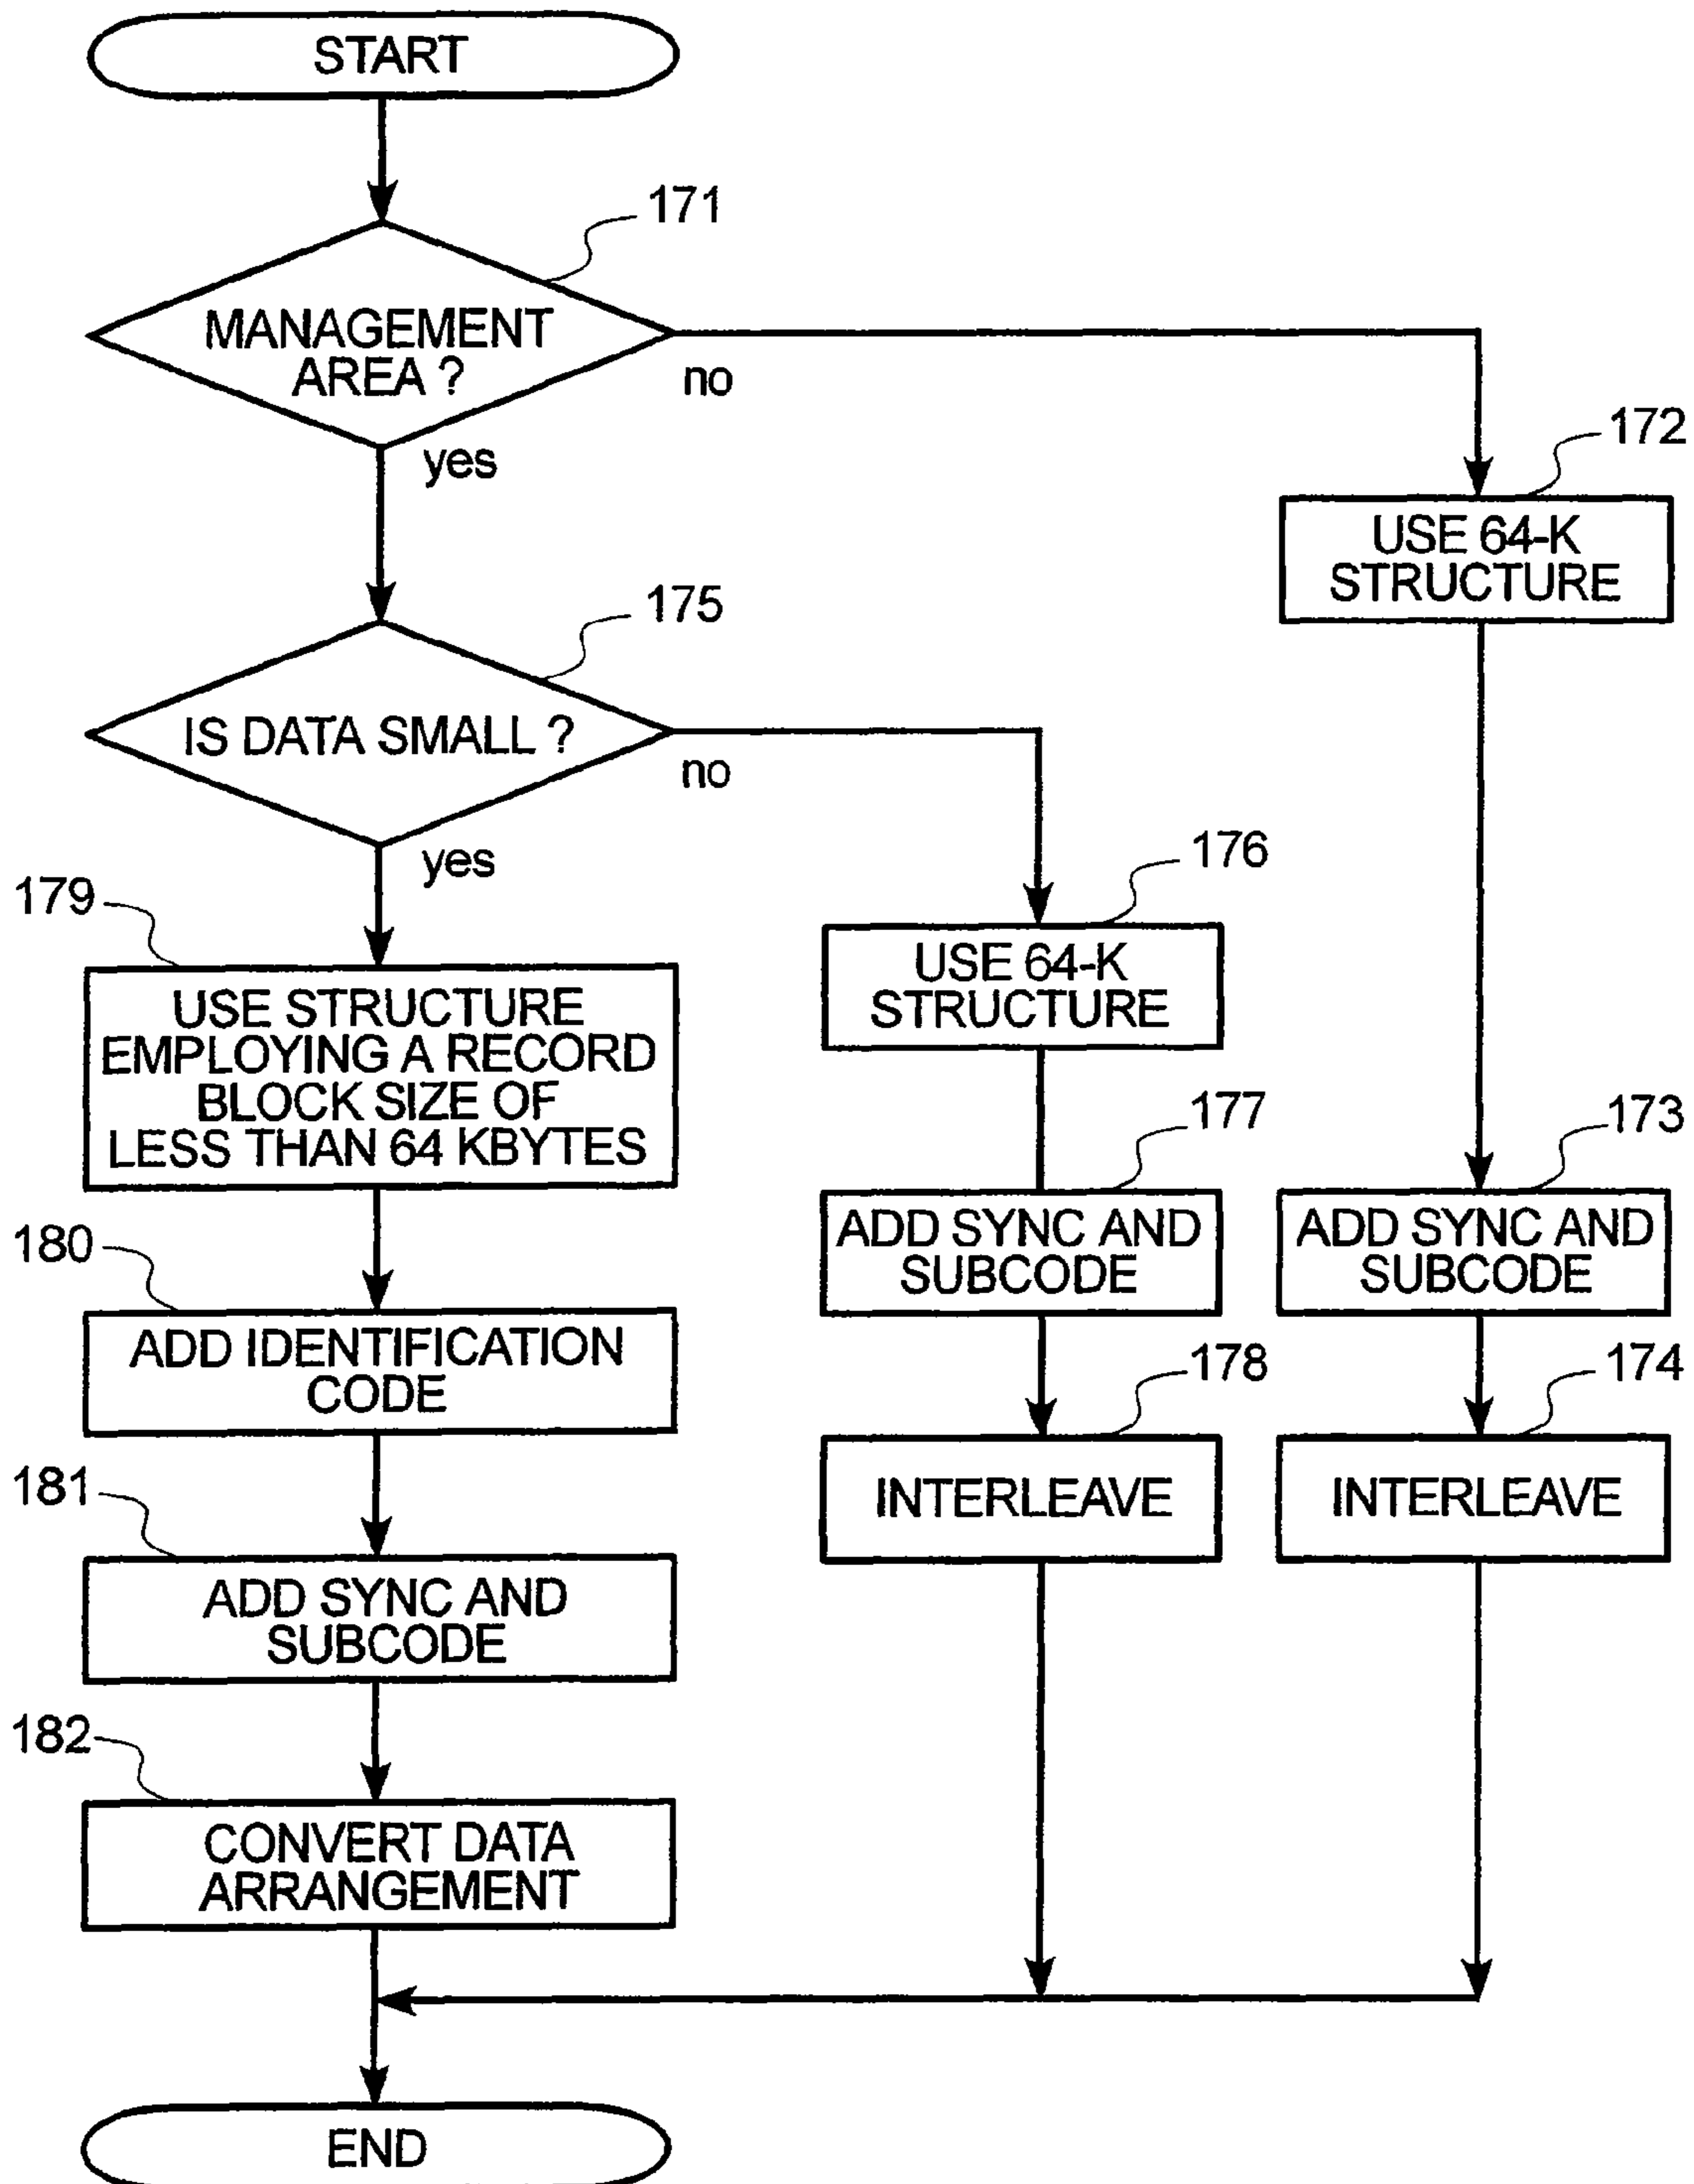 START
171
MANAGEMENT
AREA ?
no
yes
172
USE 64-K
STRUCTURE
175
IS DATA SMALL ?
no
yes
176
USE 64-K
STRUCTURE
179
USE STRUCTURE
EMPLOYING A RECORD
BLOCK SIZE OF
LESS THAN 64 KBYTES
177
ADD SYNC AND
SUBCODE
173
ADD SYNC AND
SUBCODE
180
ADD IDENTIFICATION
CODE
178
INTERLEAVE
174
INTERLEAVE
181
ADD SYNC AND
SUBCODE
182
CONVERT DATA
ARRANGEMENT
END